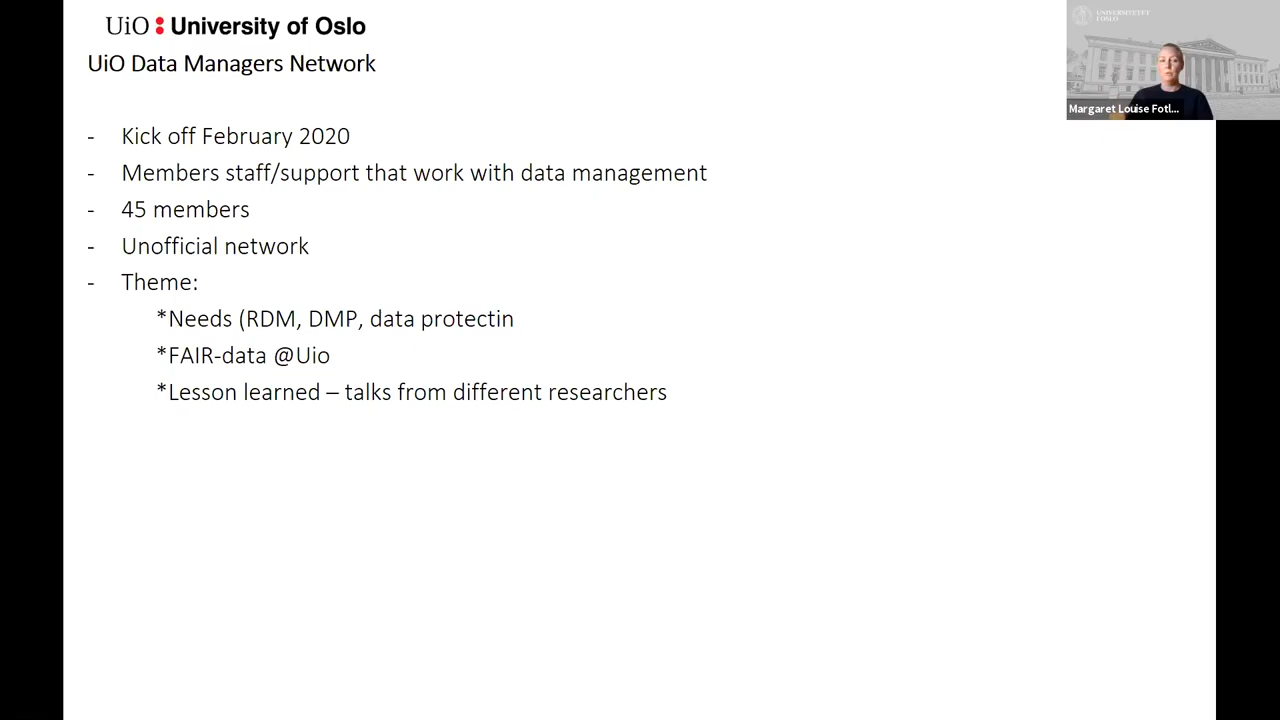 UiO : University of Oslo
UiO Data Managers Network
- Kick off February 2020
- Members staff/support that work with data management
- 45 members
- Unofficial network
- Theme:
*Needs (RDM, DMP, data protectin
*FAIR-data @Uio
*Lesson learned – talks from different researchers
UNIVERSITETET
I OSLO
Margaret Louise Fotl...